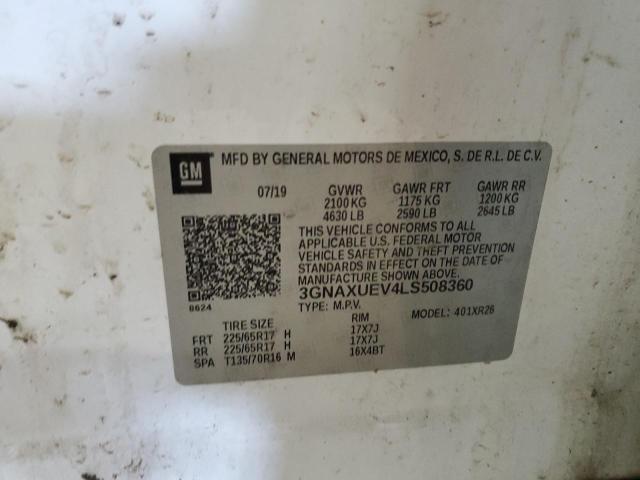 GM
MFD BY GENERAL MOTORS DE MEXICO, S. DE R.L. DE C.V.
07/19 GVWR GAWR FRT GAWR RR
2100 KG 1175 KG 1200 KG
4630 LB 2590 LB 2645 LB
THIS VEHICLE CONFORMS TO ALL
APPLICABLE U.S. FEDERAL MOTOR
VEHICLE SAFETY AND THEFT PREVENTION
STANDARDS IN EFFECT ON THE DATE OF
MANUFACTURE SHOWN ABOVE.
3GNAXUEV4LS508360
8624
TYPE: M.P.V. MODEL: 401XR26
TIRE SIZE RIM
FRT 225/65R17 H 17X7J
RR 225/65R17 H 17X7J
SPA T135/70R16 M 16X4BT